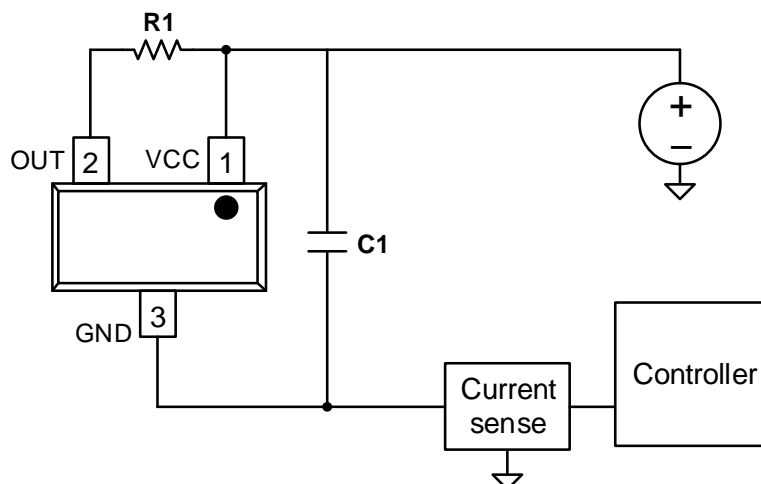 R1
OUT
2
VCC
1
+
−
C1
3
GND
Current
sense
Controller